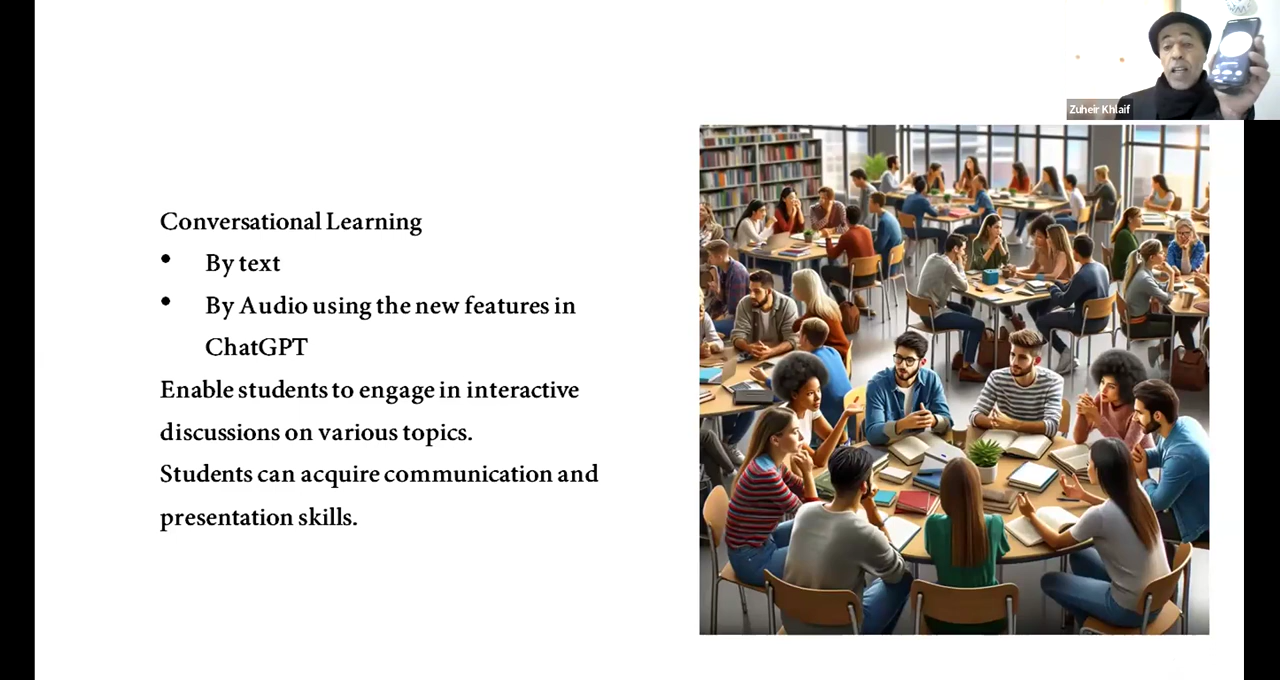 Zuheir Khlaif
Conversational Learning
• By text
• By Audio using the new features in
ChatGPT
Enable students to engage in interactive
discussions on various topics.
Students can acquire communication and
presentation skills.